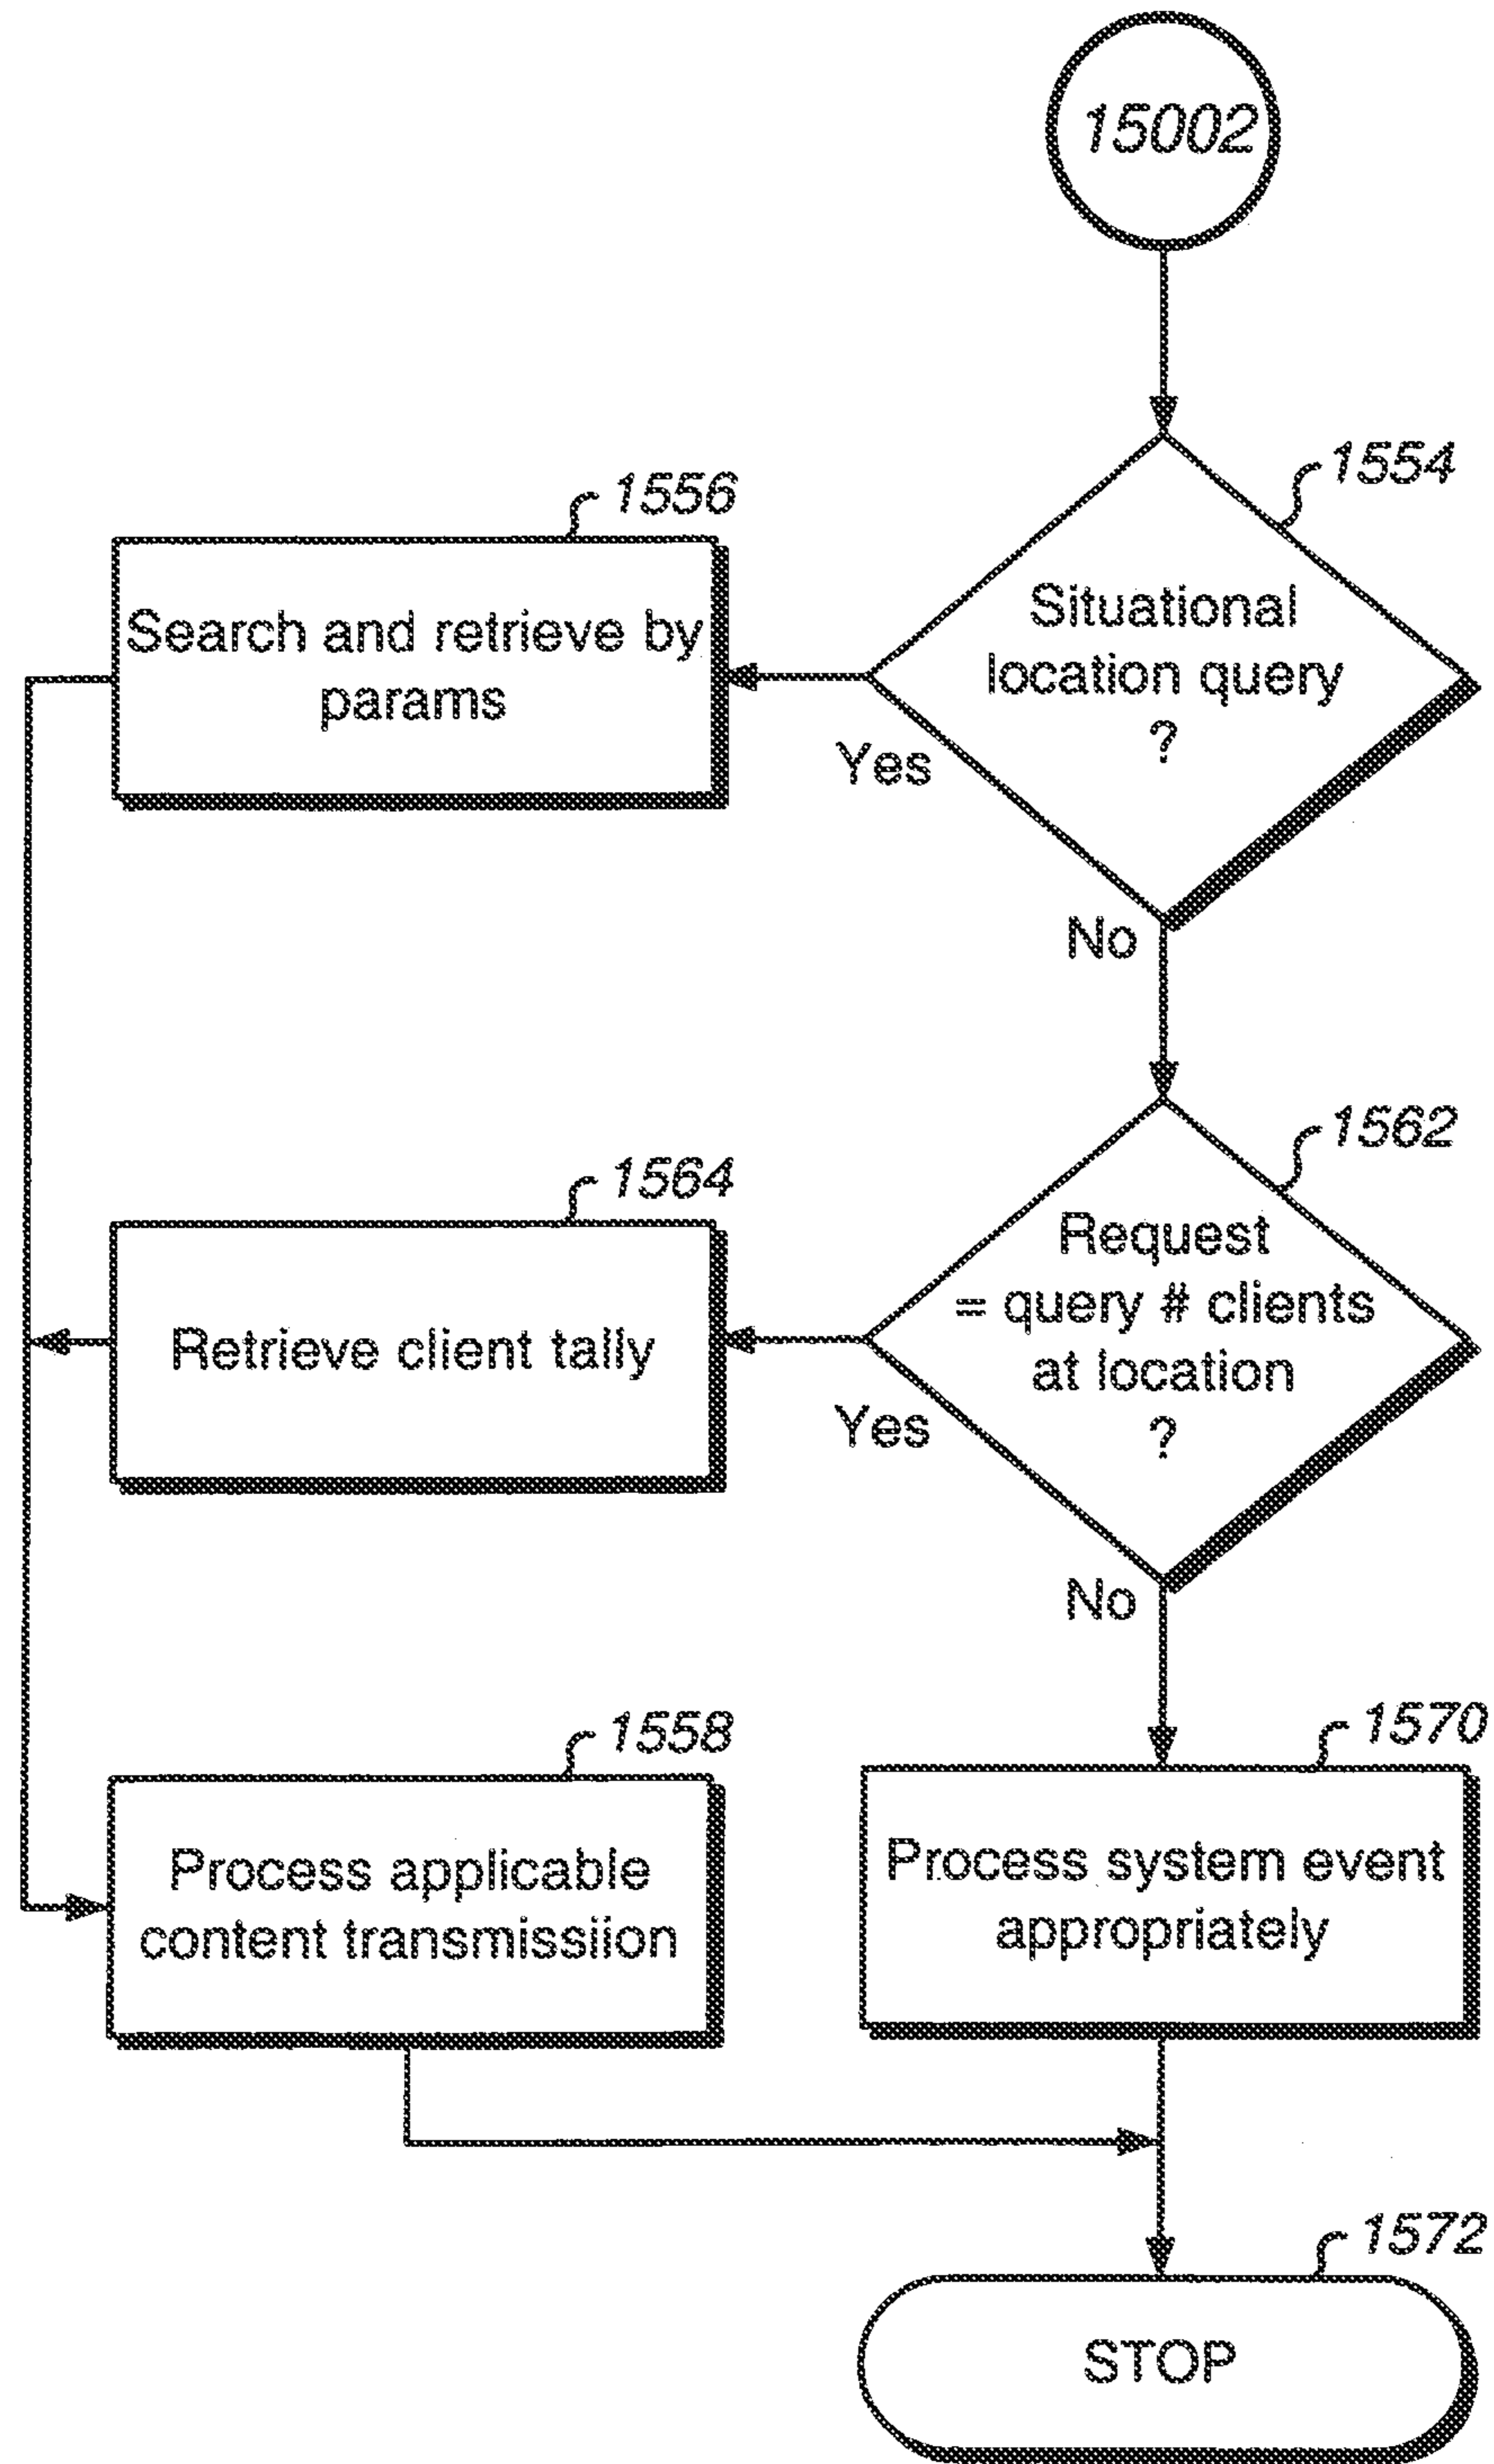 15002
1554
Situational
location query
?
Yes
No
1556
Search and retrieve by
params
1562
Request
= query # clients
at location
?
Yes
No
1564
Retrieve client tally
1558
Process applicable
content transmissiion
1570
Process system event
appropriately
1572
STOP